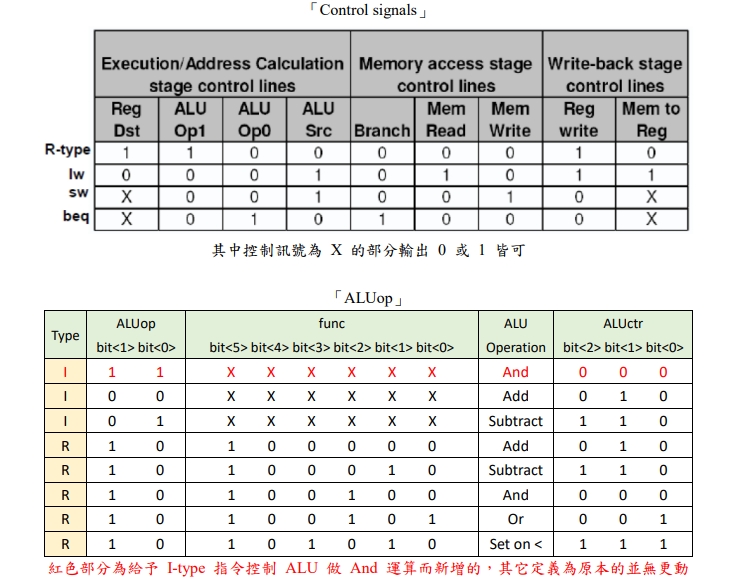 「Control signals」
Execution/Address Calculation stage control lines Memory access stage control lines Write-back stage control lines
Reg Dst ALU Op1 ALU Op0 ALU Src Branch Mem Read Mem Write Reg write Mem to Reg
R-type 1 1 0 0 0 0 0 1 0
lw 0 0 0 1 0 1 0 1 1
sw X 0 0 1 0 0 1 0 X
beq X 0 1 0 1 0 0 0 X
其中控制訊號為 X 的部分輸出 0 或 1 皆可
「ALUop」
Type ALUop func ALU Operation ALUctr
bit<1> bit<0> bit<5> bit<4> bit<3> bit<2> bit<1> bit<0> bit<2> bit<1> bit<0>
I 1 1 X X X X X X And 0 0 0
I 0 0 X X X X X X Add 0 1 0
I 0 1 X X X X X X Subtract 1 1 0
R 1 0 1 0 0 0 0 0 Add 0 1 0
R 1 0 1 0 0 0 1 0 Subtract 1 1 0
R 1 0 1 0 0 1 0 0 And 0 0 0
R 1 0 1 0 0 1 0 1 Or 0 0 1
R 1 0 1 0 1 0 1 0 Set on < 1 1 1
紅色部分為給予 I-type 指令控制 ALU 做 And 運算而新增的，其它定義為原本的並無更動